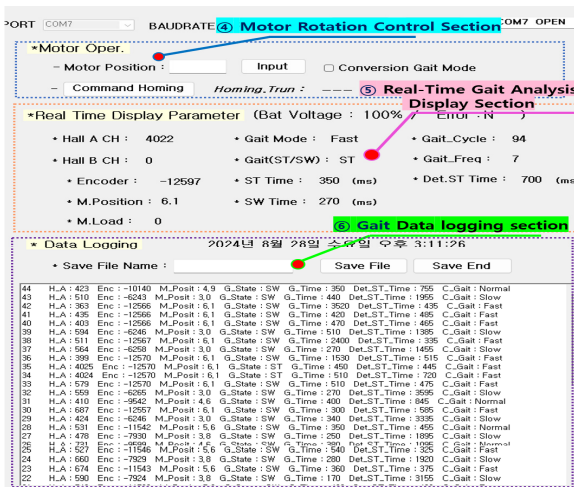 PORT COM7 BAUDRATE ④ Motor Rotation Control Section COM7 OPEN
*Motor Oper.
- Motor Position : Input Conversion Gait Mode
- Command Homing Homing.Trun : --- ⑤ Real-Time Gait Analysis
Display Section
*Real Time Display Parameter (Bat Voltage : 100% / Error : N )
+ Hall A CH : 4022 + Gait Mode : Fast + Gait_Cycle : 94
+ Hall B CH : 0 + Gait(ST/SW) : ST + Gait_Freq : 7
+ Encoder : -12597 + ST Time : 350 (ms) + Det.ST Time : 700 (ms
+ M.Position : 6.1 + SW Time : 270 (ms)
+ M.Load : 0
⑥ Gait Data logging section
* Data Logging 2024년 8월 28일 수요일 오후 3:11:26
+ Save File Name : Save File Save End
44 H_A : 423 Enc : -10140 M_Posit : 4,9 G_State : SW G_Time : 350 Det_ST_Time : 755 C_Gait : Normal
43 H_A : 510 Enc : -6243 M_Posit : 3,0 G_State : SW G_Time : 440 Det_ST_Time : 1955 C_Gait : Slow
42 H_A : 363 Enc : -12566 M_Posit : 6,1 G_State : SW G_Time : 3520 Det_ST_Time : 435 C_Gait : Fast
41 H_A : 435 Enc : -12566 M_Posit : 6,1 G_State : SW G_Time : 420 Det_ST_Time : 485 C_Gait : Fast
40 H_A : 403 Enc : -12566 M_Posit : 6,1 G_State : SW G_Time : 470 Det_ST_Time : 465 C_Gait : Fast
39 H_A : 594 Enc : -6246 M_Posit : 3,0 G_State : SW G_Time : 510 Det_ST_Time : 1385 C_Gait : Slow
38 H_A : 511 Enc : -12567 M_Posit : 6,1 G_State : SW G_Time : 2400 Det_ST_Time : 335 C_Gait : Fast
37 H_A : 564 Enc : -6258 M_Posit : 3,0 G_State : SW G_Time : 270 Det_ST_Time : 1455 C_Gait : Slow
36 H_A : 399 Enc : -12570 M_Posit : 6,1 G_State : SW G_Time : 1530 Det_ST_Time : 515 C_Gait : Fast
35 H_A : 4025 Enc : -12570 M_Posit : 6,1 G_State : ST G_Time : 450 Det_ST_Time : 445 C_Gait : Fast
34 H_A : 4024 Enc : -12570 M_Posit : 6,1 G_State : ST G_Time : 510 Det_ST_Time : 720 C_Gait : Fast
33 H_A : 579 Enc : -12570 M_Posit : 6,1 G_State : SW G_Time : 510 Det_ST_Time : 475 C_Gait : Fast
32 H_A : 559 Enc : -6265 M_Posit : 3,0 G_State : SW G_Time : 270 Det_ST_Time : 3595 C_Gait : Slow
31 H_A : 410 Enc : -9542 M_Posit : 4,6 G_State : SW G_Time : 400 Det_ST_Time : 845 C_Gait : Normal
30 H_A : 687 Enc : -12557 M_Posit : 6,1 G_State : SW G_Time : 300 Det_ST_Time : 585 C_Gait : Fast
29 H_A : 424 Enc : -6246 M_Posit : 3,0 G_State : SW G_Time : 340 Det_ST_Time : 3335 C_Gait : Slow
28 H_A : 531 Enc : -11542 M_Posit : 5,6 G_State : SW G_Time : 350 Det_ST_Time : 455 C_Gait : Normal
27 H_A : 478 Enc : -7930 M_Posit : 3,8 G_State : SW G_Time : 250 Det_ST_Time : 1895 C_Gait : Slow
25 H_A : 527 Enc : -11546 M_Posit : 5,6 G_State : SW G_Time : 540 Det_ST_Time : 325 C_Gait : Fast
24 H_A : 660 Enc : -7929 M_Posit : 3,8 G_State : SW G_Time : 280 Det_ST_Time : 1920 C_Gait : Slow
23 H_A : 674 Enc : -11543 M_Posit : 5,6 G_State : SW G_Time : 360 Det_ST_Time : 375 C_Gait : Fast
22 H_A : 590 Enc : -7924 M_Posit : 3,8 G_State : SW G_Time : 170 Det_ST_Time : 3155 C_Gait : Slow